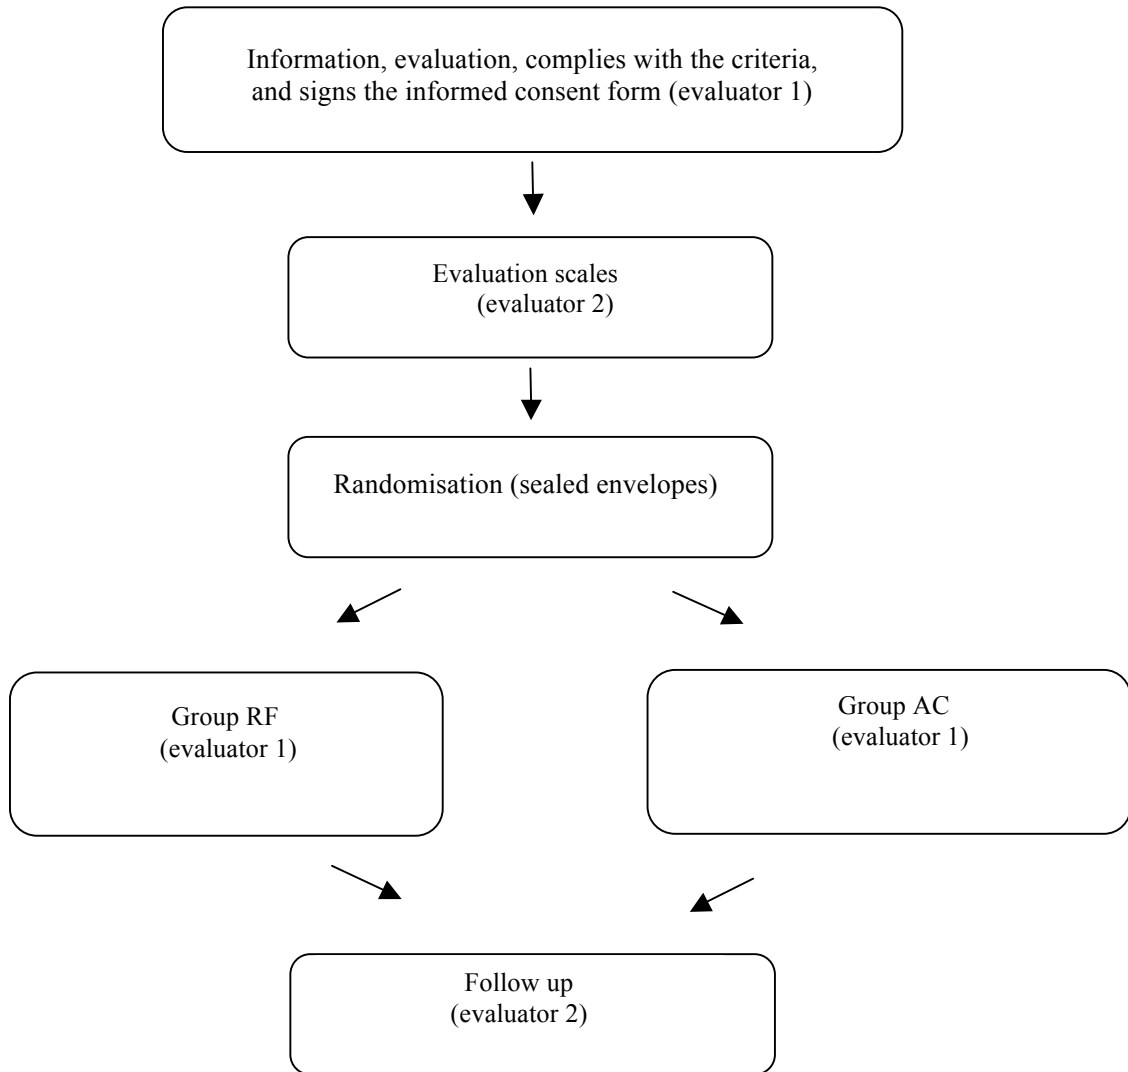 Information, evaluation, complies with the criteria,
and signs the informed consent form (evaluator 1)
Evaluation scales
(evaluator 2)
Randomisation (sealed envelopes)
Group RF
(evaluator 1)
Group AC
(evaluator 1)
Follow up
(evaluator 2)